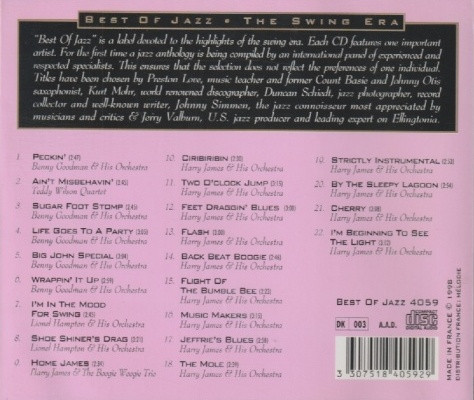 BEST OF JAZZ • THE SWING ERA
"Best Of Jazz" is a label devoted to the highlights of the swing era. Each CD features one important
artist. For the first time a jazz anthology is being compiled by an international panel of experienced and
respected specialists. This ensures that the selection does not reflect the preferences of one individual.
Titles have been chosen by Preston Love, music teacher and former Count Basie and Johnny Otis
saxophonist, Kurt Mohr, world renowned discographer, Duncan Schiedt, jazz photographer, record
collector and well-known writer, Johnny Simmen, the jazz connoisseur most appreciated by
musicians and critics & Jerry Valburn, U.S. jazz producer and leading expert on Ellingtonia.
1. PECKIN' (2:47)
Benny Goodman & His Orchestra
2. AIN'T MISBEHAVIN'
Teddy Wilson Quartet
3. SUGAR FOOT STOMP
Benny Goodman & His Orchestra
4. LIFE GOES TO A PARTY
Benny Goodman & His Orchestra
5. BIG JOHN SPECIAL
Benny Goodman & His Orchestra
6. WRAPPIN' IT UP
Benny Goodman & His Orchestra
7. I'M IN THE MOOD
FOR SWING
Lionel Hampton & His Orchestra
8. SHOE SHINER'S DRAG
Lionel Hampton & His Orchestra
9. HOME JAMES
Harry James & The Boogie Woogie Trio
10. CIRIBIRIBIN
Harry James & His Orchestra
11. TWO O'CLOCK JUMP
Harry James & His Orchestra
12. FEET DRAGGIN' BLUES
Harry James & His Orchestra
13. FLASH
Harry James & His Orchestra
14. BACK BEAT BOOGIE
Harry James & His Orchestra
15. FLIGHT OF
THE BUMBLE BEE
Harry James & His Orchestra
16. MUSIC MAKERS
Harry James & His Orchestra
17. JEFFRIE'S BLUES
Harry James & His Orchestra
18. THE MOLE
Harry James & His Orchestra
19. STRICTLY INSTRUMENTAL
Harry James & His Orchestra
20. BY THE SLEEPY LAGOON
Harry James & His Orchestra
21. CHERRY
Harry James & His Orchestra
22. I'M BEGINNING TO SEE
THE LIGHT
Harry James & His Orchestra
BEST OF JAZZ 4059
DK 003 A.A.D. COMPACT disc DIGITAL AUDIO
3 307518 405929
MADE IN FRANCE
DISTRIBUTION FRANCE: MELODIE